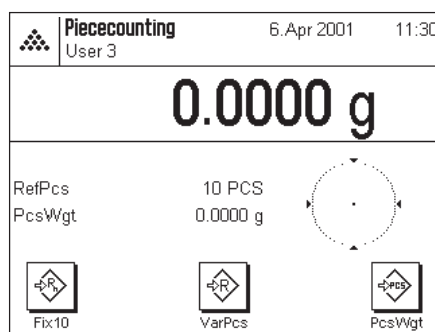 Piececounting 6.Apr 2001 11:30
User 3
0.0000 g
RefPcs 10 PCS
PcsWgt 0.0000 g
R n R PCS
Fix10 VarPcs PcsWgt